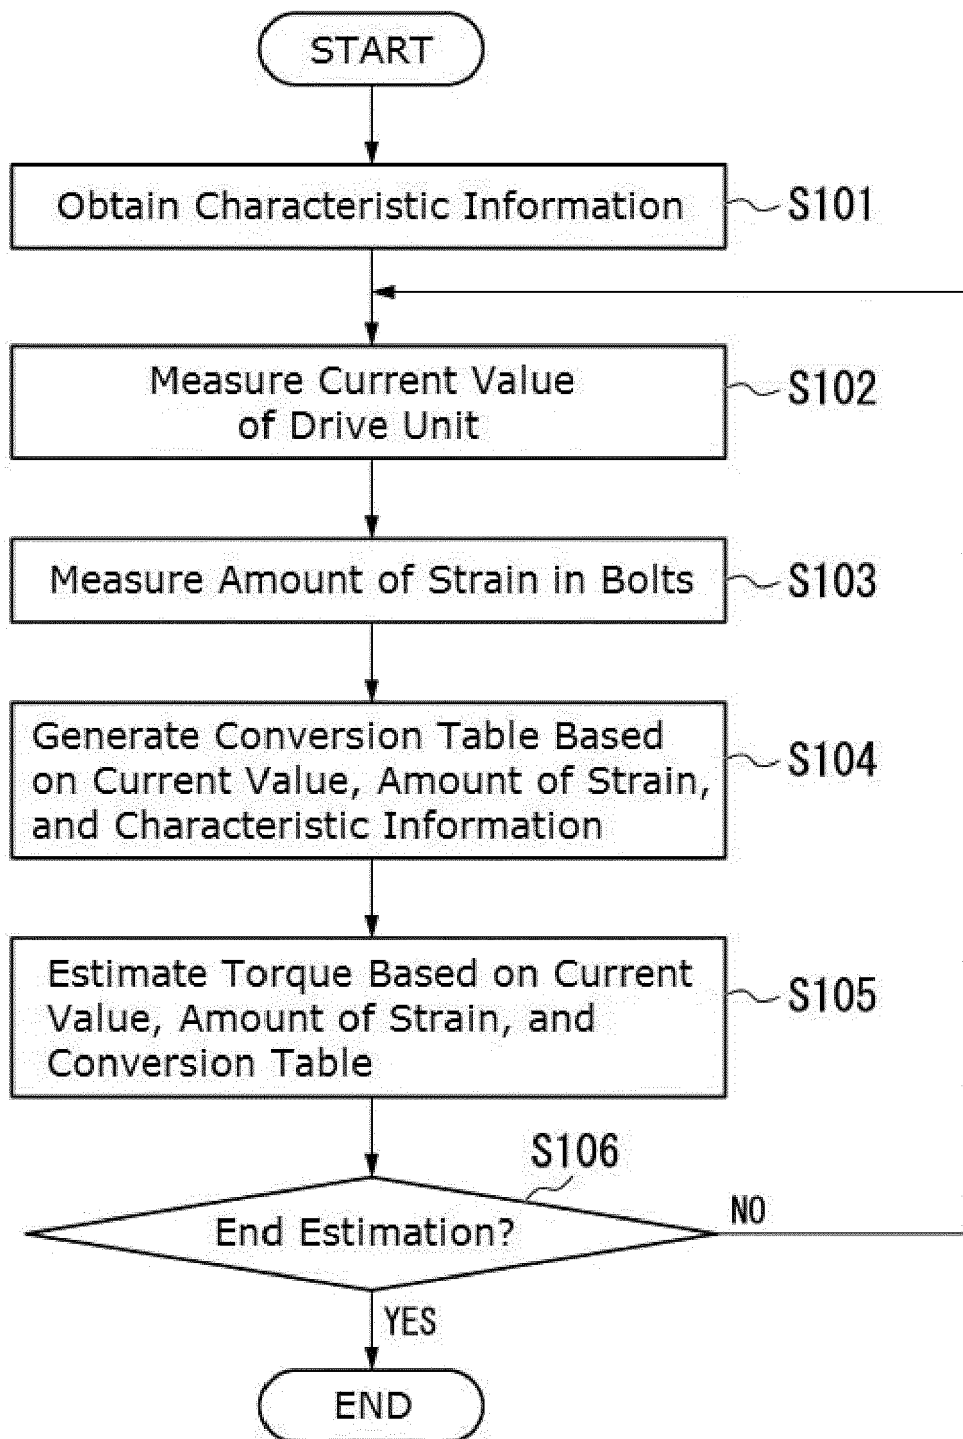 START
Obtain Characteristic Information
S101
Measure Current Value
of Drive Unit
S102
Measure Amount of Strain in Bolts
S103
Generate Conversion Table Based
on Current Value, Amount of Strain,
and Characteristic Information
S104
Estimate Torque Based on Current
Value, Amount of Strain, and
Conversion Table
S105
S106
End Estimation?
NO
YES
END